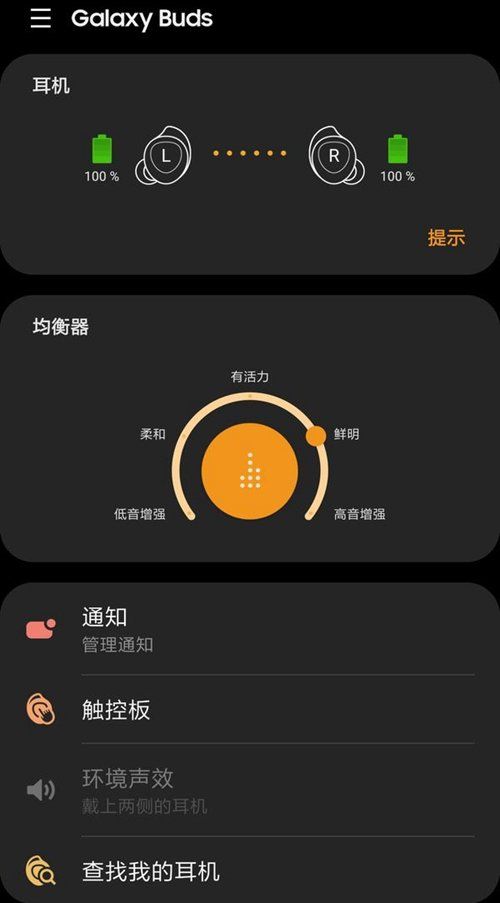 Galaxy Buds
耳机
L
R
100 %
100 %
提示
均衡器
有活力
柔和
鲜明
低音增强
高音增强
通知
管理通知
触控板
环境声效
戴上两侧的耳机
查找我的耳机